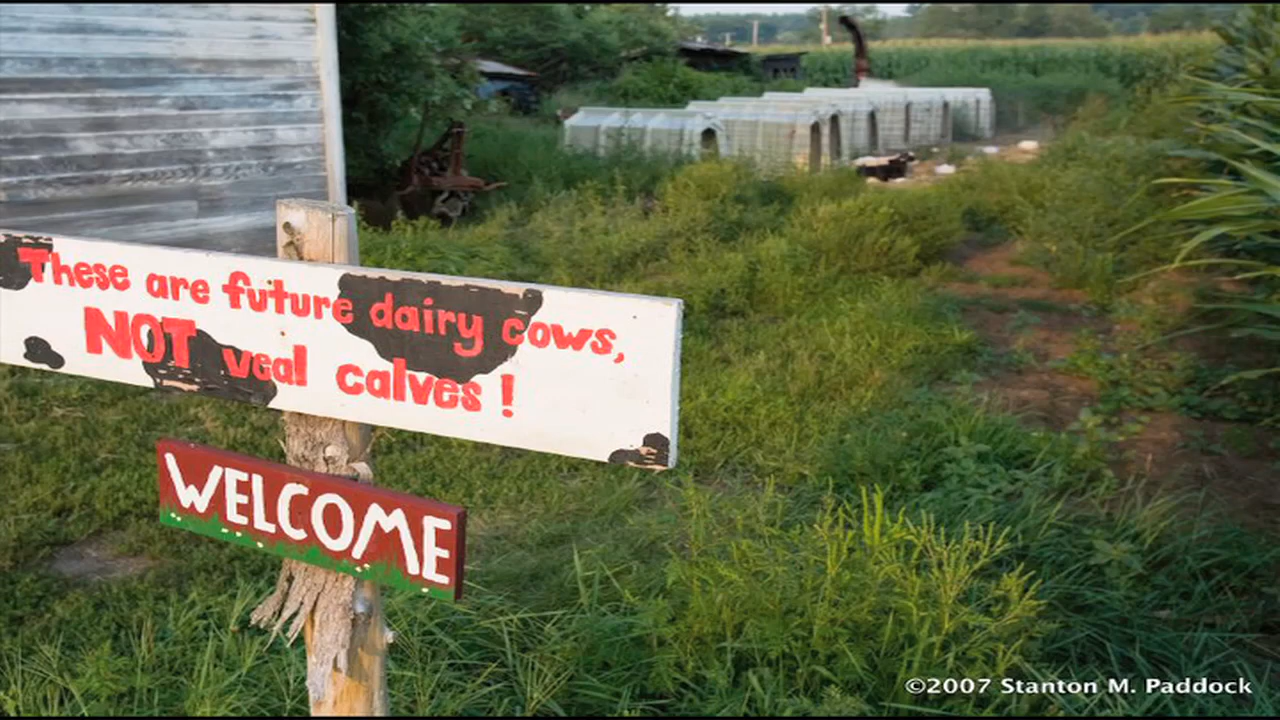 These are future dairy cows,
NOT veal calves !
WELCOME
©2007 Stanton M. Paddock